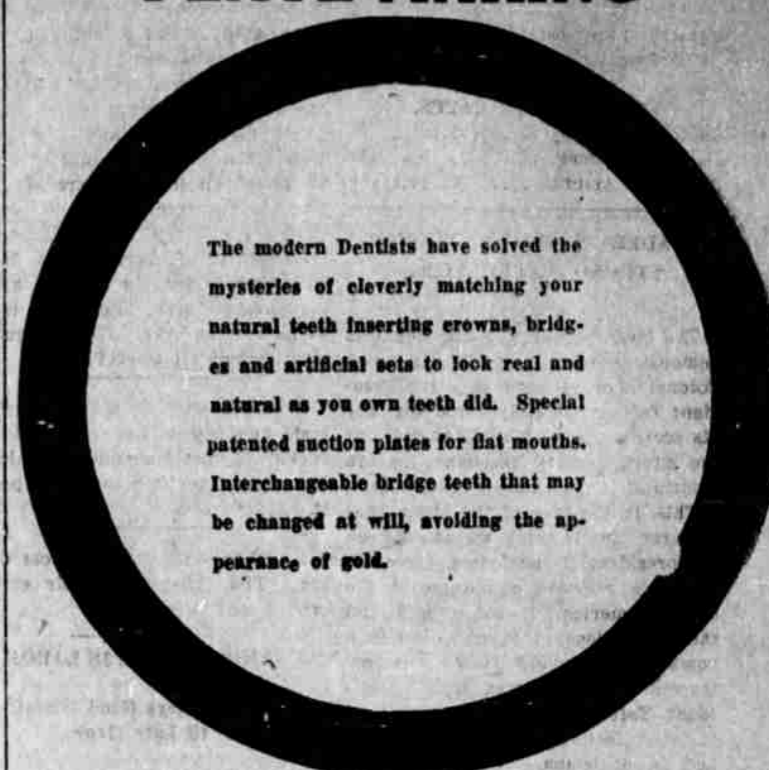 The modern Dentists have solved the
mysteries of cleverly matching your
natural teeth inserting crowns, bridg-
es and artificial sets to look real and
natural as you own teeth did. Special
patented suction plates for flat mouths.
Interchangeable bridge teeth that may
be changed at will, avoiding the ap-
pearance of gold.